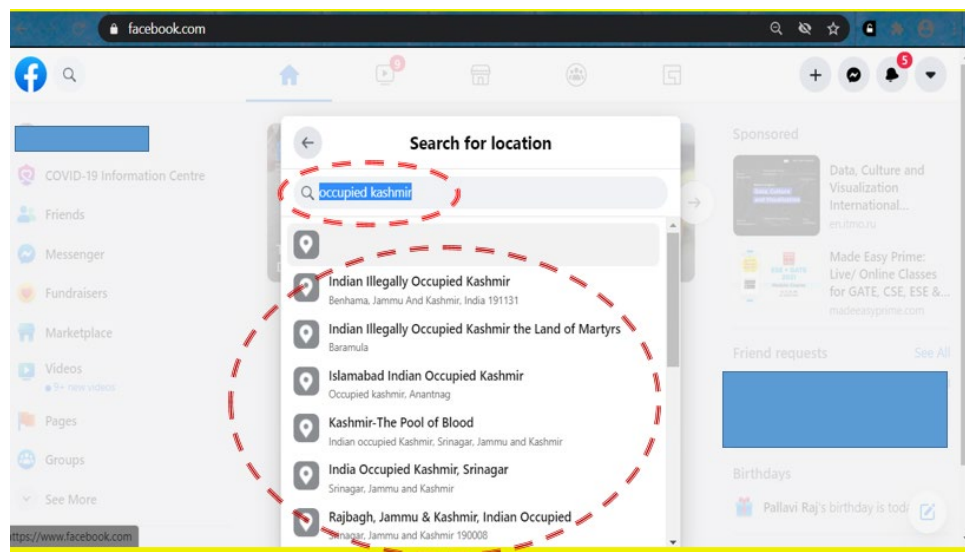 facebook.com
9
5
COVID-19 Information Centre
Friends
Messenger
Fundraisers
Marketplace
Videos
9+ new videos
Pages
Groups
See More
https://www.facebook.com
Search for location
occupied kashmir
Indian Illegally Occupied Kashmir
Benhama, Jammu And Kashmir, India 191131
Indian Illegally Occupied Kashmir the Land of Martyrs
Baramula
Islamabad Indian Occupied Kashmir
Occupied kashmir, Anantnag
Kashmir-The Pool of Blood
Indian occupied Kashmir, Srinagar, Jammu and Kashmir
India Occupied Kashmir, Srinagar
Srinagar, Jammu and Kashmir
Rajbagh, Jammu & Kashmir, Indian Occupied
Srinagar, Jammu and Kashmir 190008
Sponsored
Data, Culture and
Visualization
International...
en.itmo.ru
Made Easy Prime:
Live/ Online Classes
for GATE, CSE, ESE &...
madeeasyprime.com
Friend requests
See All
Birthdays
Pallavi Raj's birthday is